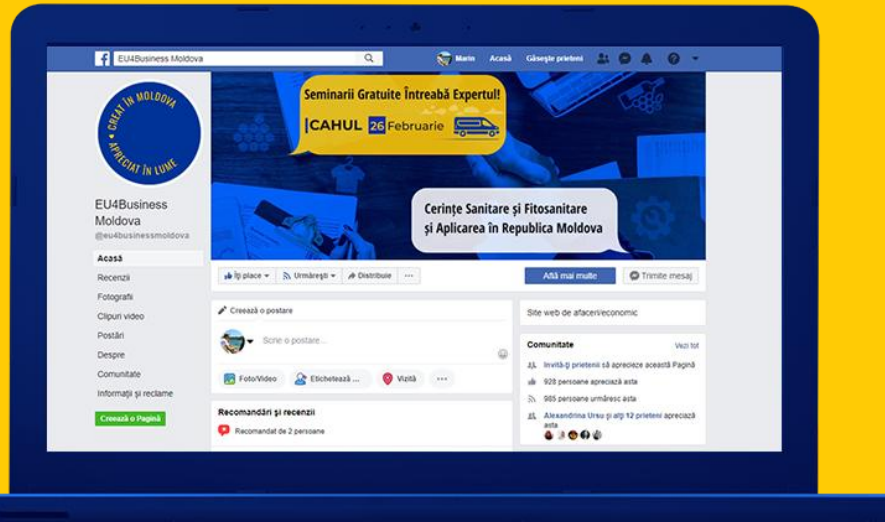 EU4Business Moldova
Marin Acasă Găsește prieteni
CREAT ÎN MOLDOVA • APRECIAT ÎN LUME •
Seminarii Gratuite Întreabă Expertul!
CAHUL 26 Februarie
Cerințe Sanitare și Fitosanitare
și Aplicarea în Republica Moldova
EU4Business
Moldova
@eu4businessmoldova
Acasă
Recenzii
Fotografii
Clipuri video
Postări
Despre
Comunitate
Informații și reclame
Creează o Pagină
Îți place Urmărești Distribuie ...
Află mai multe Trimite mesaj
Creează o postare
Scrie o postare...
Foto/Video Etichetează ... Vizită ...
Recomandări și recenzii
Recomandat de 2 persoane
Site web de afaceri/economic
Comunitate Vezi tot
Invită-ți prietenii să aprecieze această Pagină
928 persoane apreciază asta
985 persoane urmăresc asta
Alexandrina Ursu și alți 12 prieteni apreciază
asta